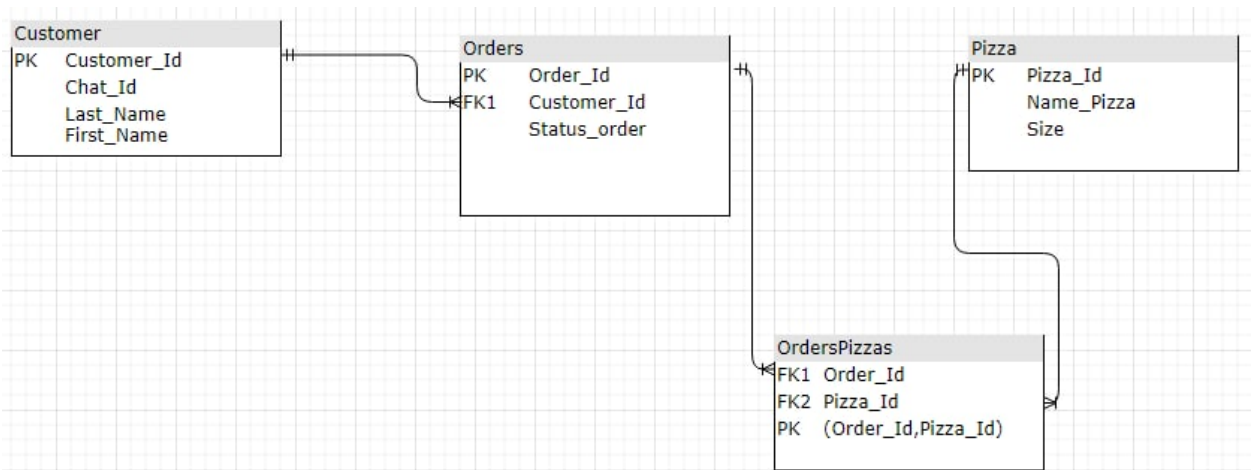 Customer
PK Customer_Id
Chat_Id
Last_Name
First_Name
Orders
PK Order_Id
FK1 Customer_Id
Status_order
Pizza
PK Pizza_Id
Name_Pizza
Size
OrdersPizzas
FK1 Order_Id
FK2 Pizza_Id
PK (Order_Id,Pizza_Id)